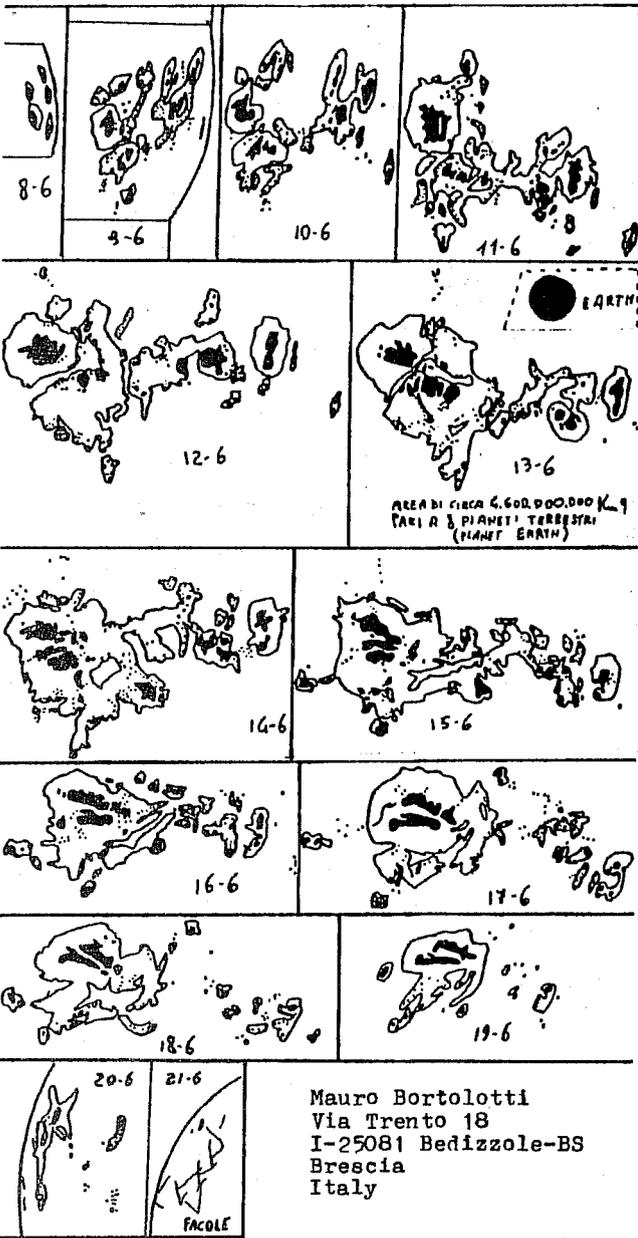 8-6
9-6
10-6
11-6
12-6
EARTH
13-6
AREA DI CIRCA 4.600.000.000 Kmq
PARI A 8 PIANETI TERRESTRI
(PLANET EARTH)
14-6
15-6
16-6
17-6
18-6
19-6
20-6
21-6
FACOLE
Mauro Bortolotti
Via Trento 18
I-25081 Bedizzole-BS
Brescia
Italy